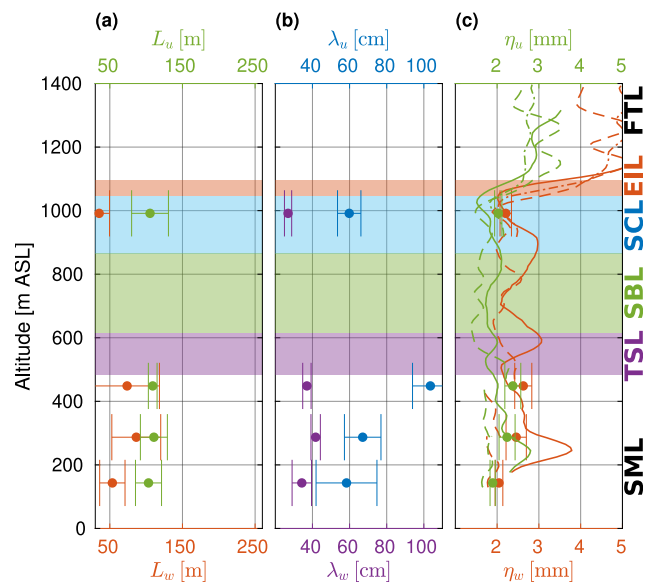 (a) (b) (c)
L_u [m] λ_u [cm] η_u [mm]
50 150 250 40 60 80 100 2 3 4 5
1400
1200
1000
800
600
400
200
0
Altitude [m ASL]
FTL
EIL
SCL
SBL
TSL
SML
50 150 250 40 60 80 100 2 3 4 5
L_w [m] λ_w [cm] η_w [mm]